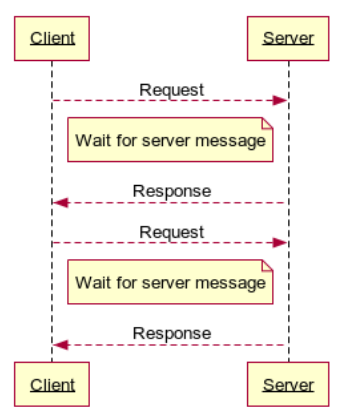 Client
Server
Request
Wait for server message
Response
Request
Wait for server message
Response
Client
Server